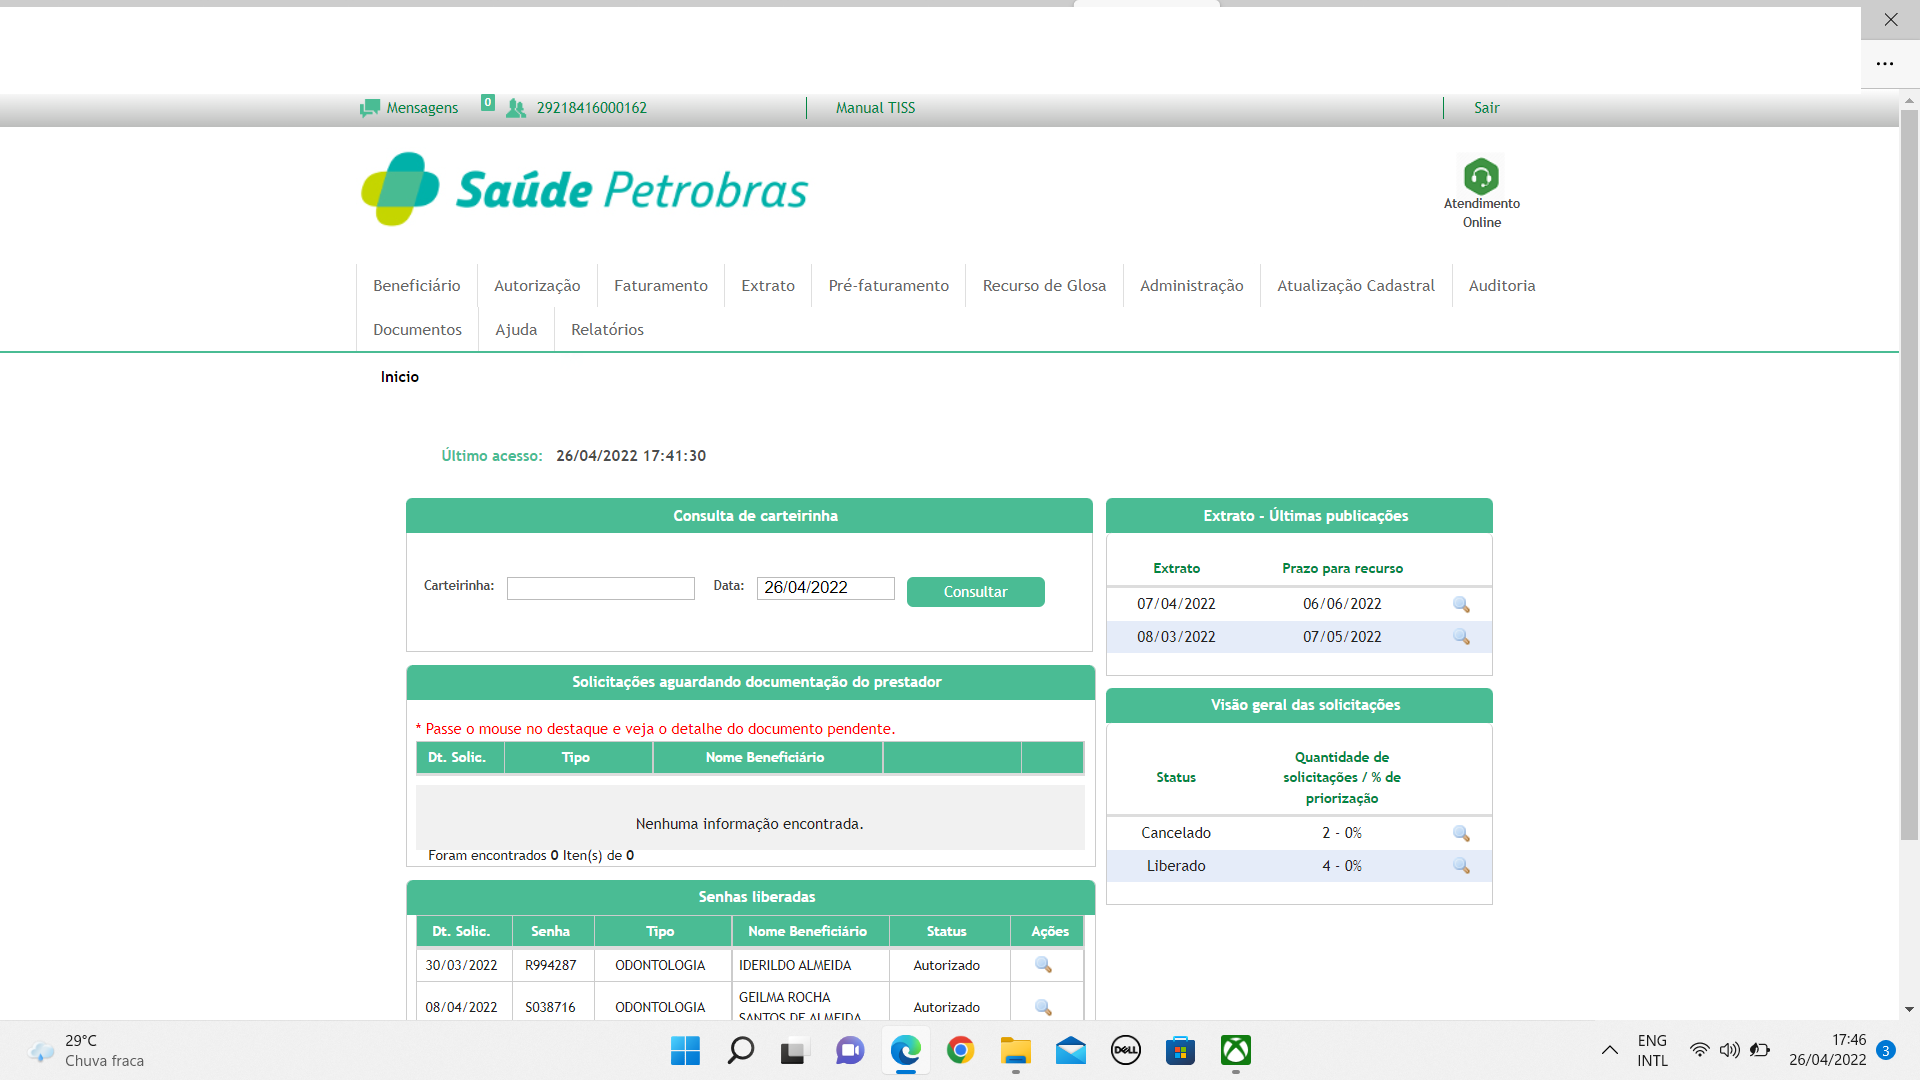 Mensagens 0 29218416000162 Manual TISS Sair
Saúde Petrobras
Atendimento
Online
Beneficiário Autorização Faturamento Extrato Pré-faturamento Recurso de Glosa Administração Atualização Cadastral Auditoria
Documentos Ajuda Relatórios
Inicio
Último acesso: 26/04/2022 17:41:30
Consulta de carteirinha
Carteirinha: Data: 26/04/2022 Consultar
Solicitações aguardando documentação do prestador
* Passe o mouse no destaque e veja o detalhe do documento pendente.
Dt. Solic. Tipo Nome Beneficiário
Nenhuma informação encontrada.
Foram encontrados 0 Iten(s) de 0
Senhas liberadas
Dt. Solic. Senha Tipo Nome Beneficiário Status Ações
30/03/2022 R994287 ODONTOLOGIA IDERILDO ALMEIDA Autorizado
08/04/2022 S038716 ODONTOLOGIA GEILMA ROCHA Autorizado
SANTOS DE ALMEIDA
Extrato - Últimas publicações
Extrato Prazo para recurso
07/04/2022 06/06/2022
08/03/2022 07/05/2022
Visão geral das solicitações
Status Quantidade de
solicitações / % de
priorização
Cancelado 2 - 0%
Liberado 4 - 0%
29°C
Chuva fraca
DELL
ENG
INTL
17:46
26/04/2022
3